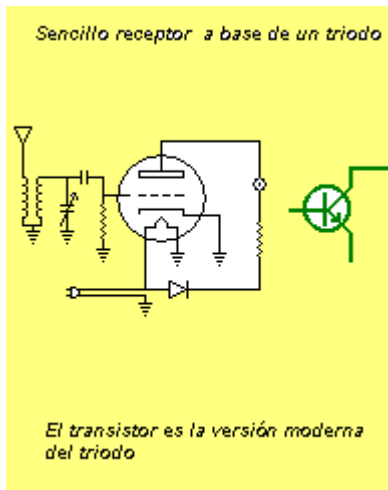 Sencillo receptor a base de un triodo
El transistor es la versión moderna
del triodo